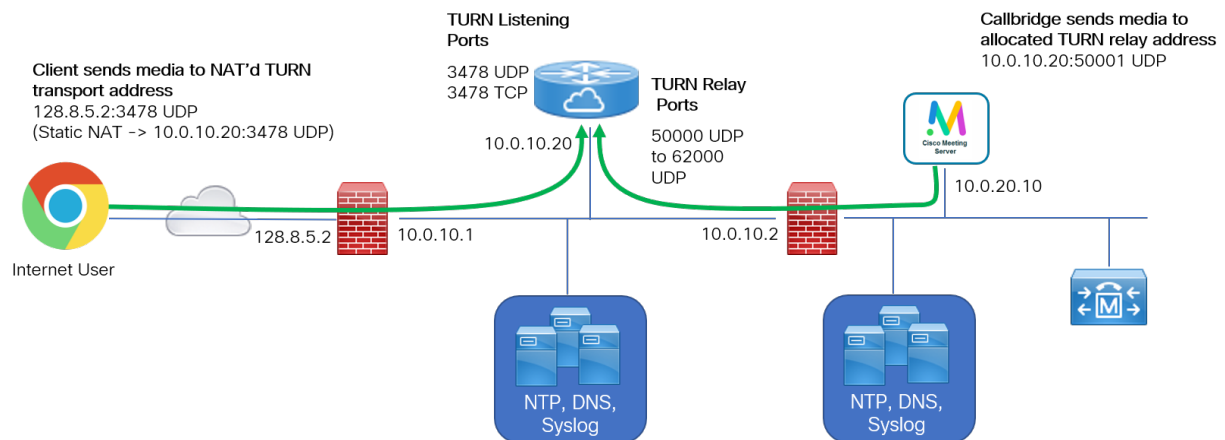 Client sends media to NAT'd TURN
transport address
128.8.5.2:3478 UDP
(Static NAT -> 10.0.10.20:3478 UDP)
TURN Listening
Ports
3478 UDP
3478 TCP
TURN Relay
Ports
50000 UDP
to 62000
UDP
Callbridge sends media to
allocated TURN relay address
10.0.10.20:50001 UDP
Cisco Meeting
Server
10.0.10.20
10.0.20.10
128.8.5.2
10.0.10.1
10.0.10.2
Internet User
M
NTP, DNS,
Syslog
NTP, DNS,
Syslog